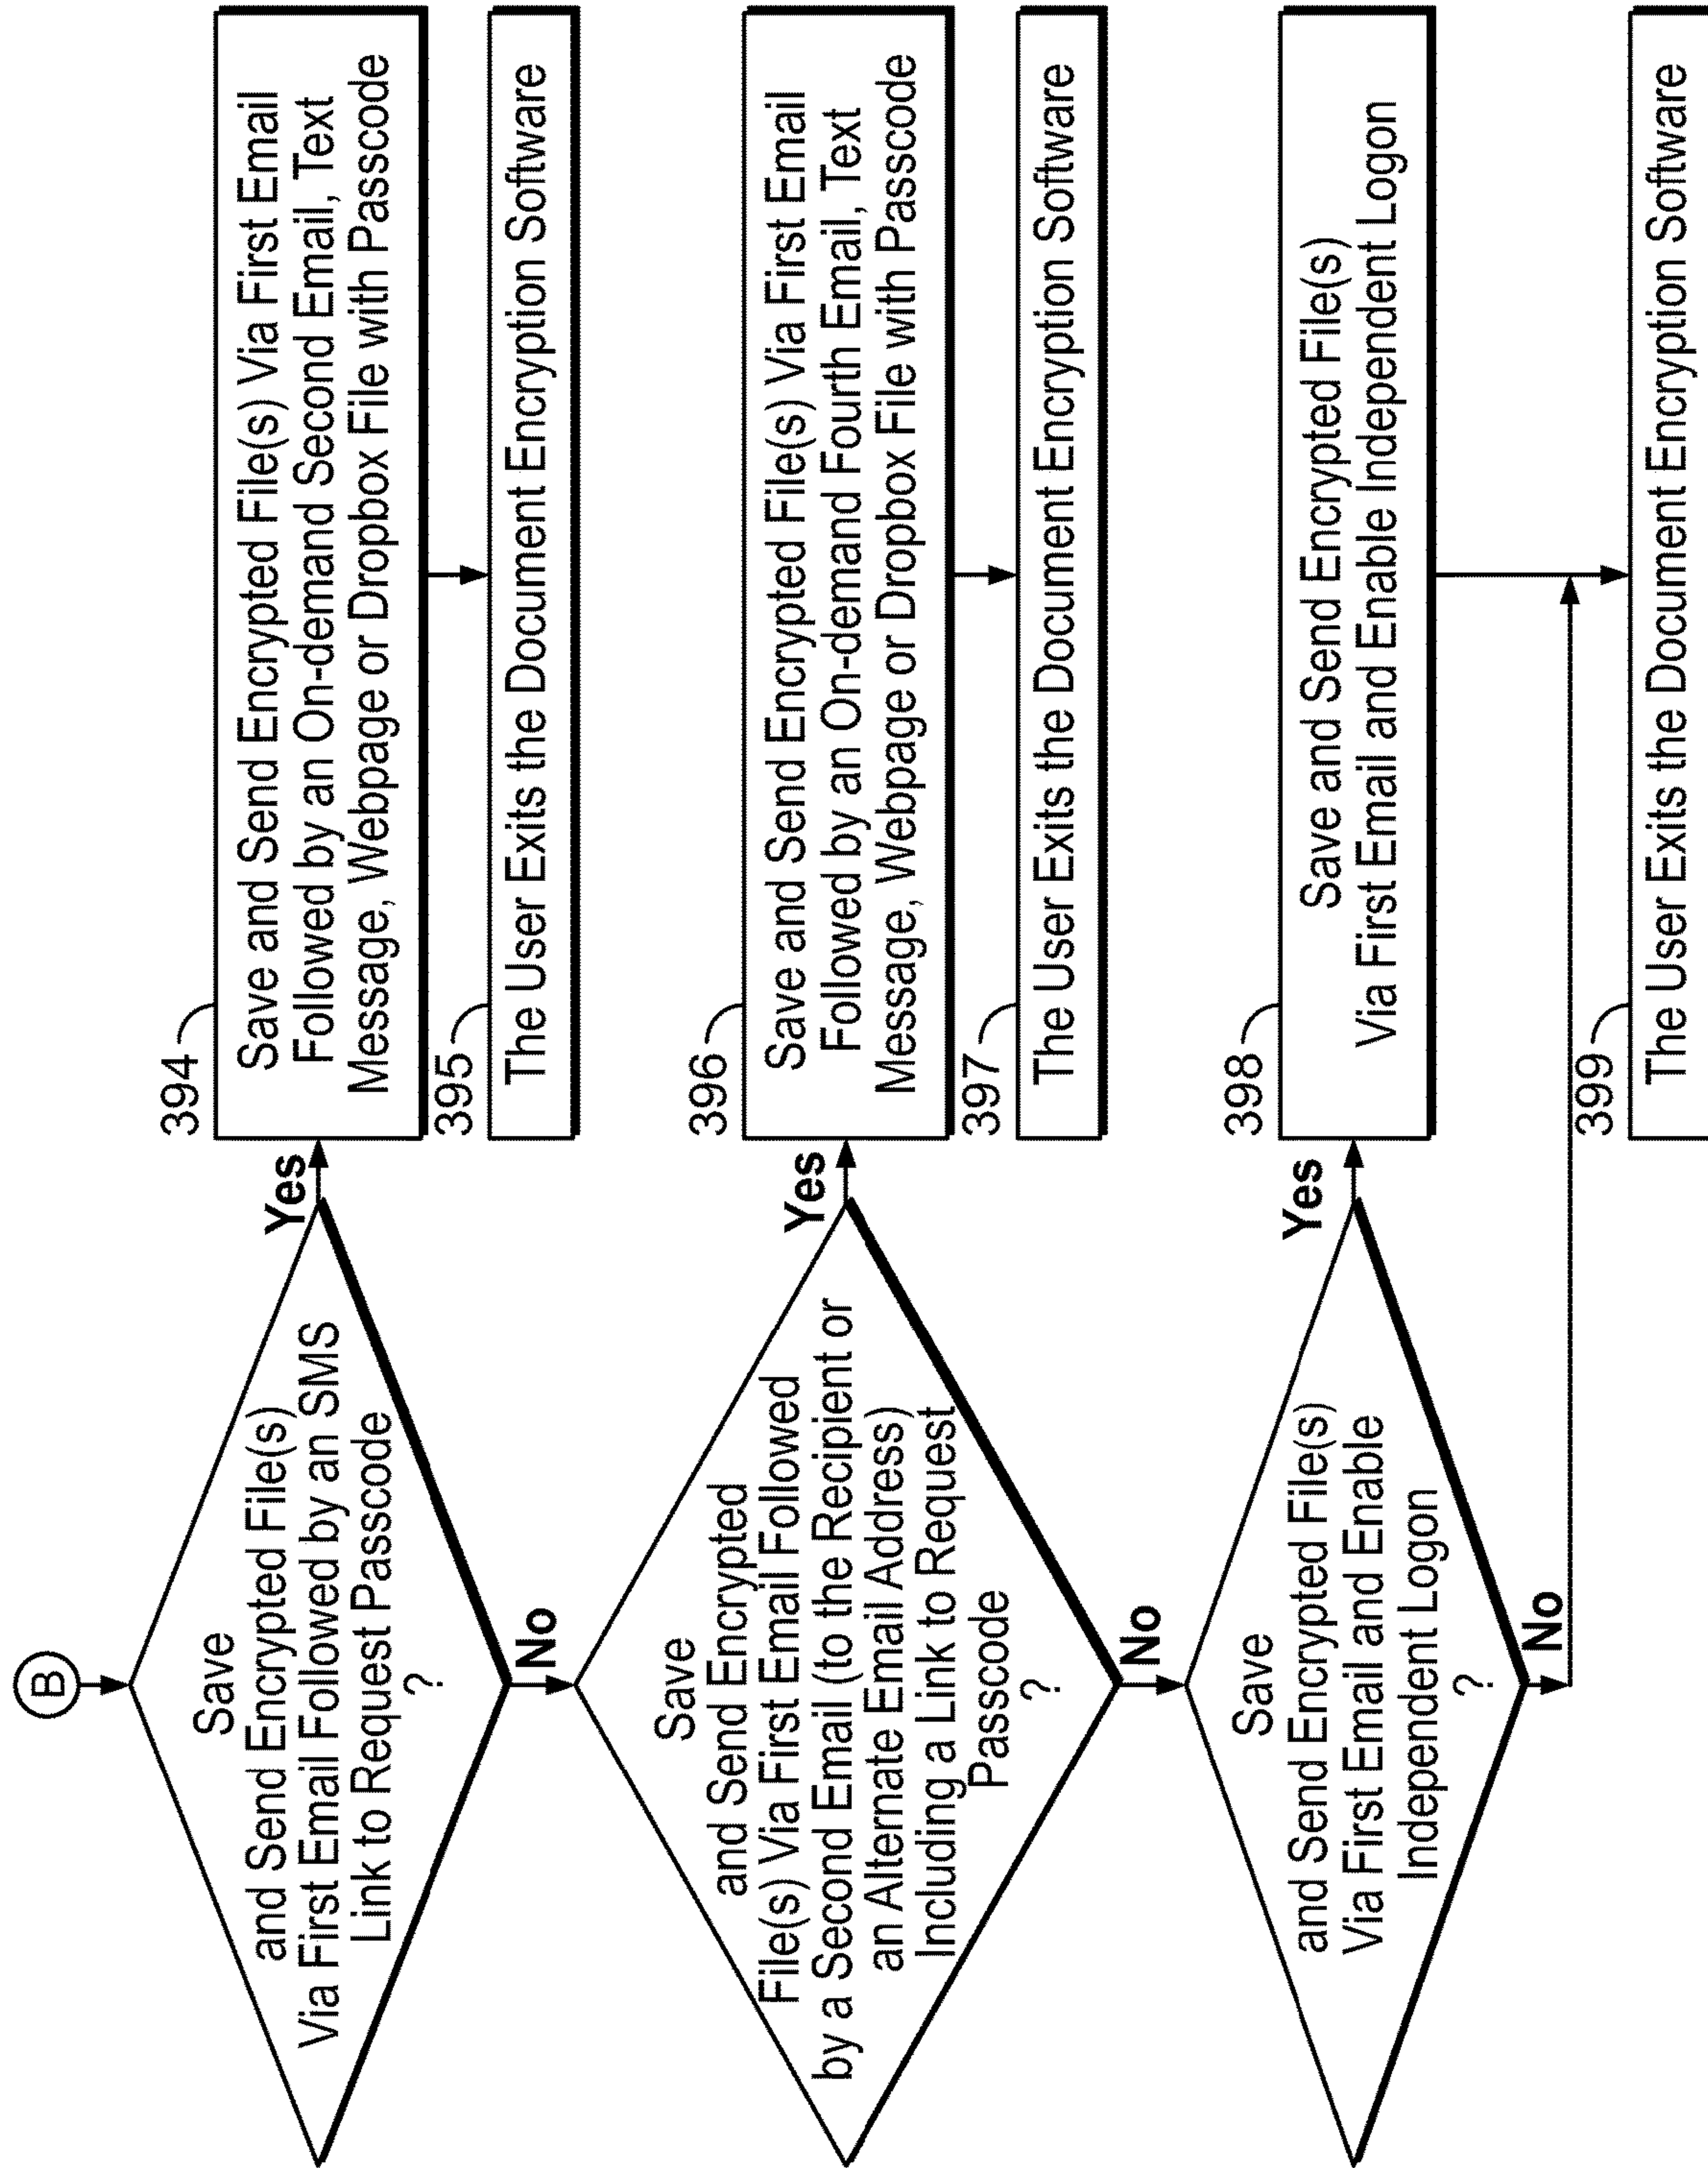 B
Save
and Send Encrypted File(s)
Via First Email Followed by an SMS
Link to Request Passcode
?
Yes
No
394
Save and Send Encrypted File(s) Via First Email
Followed by an On-demand Second Email, Text
Message, Webpage or Dropbox File with Passcode
395
The User Exits the Document Encryption Software
Save
and Send Encrypted
File(s) Via First Email Followed
by a Second Email (to the Recipient or
an Alternate Email Address)
Including a Link to Request
Passcode
?
Yes
No
396
Save and Send Encrypted File(s) Via First Email
Followed by an On-demand Fourth Email, Text
Message, Webpage or Dropbox File with Passcode
397
The User Exits the Document Encryption Software
Save
and Send Encrypted File(s)
Via First Email and Enable
Independent Logon
?
Yes
No
398
Save and Send Encrypted File(s)
Via First Email and Enable Independent Logon
399
The User Exits the Document Encryption Software